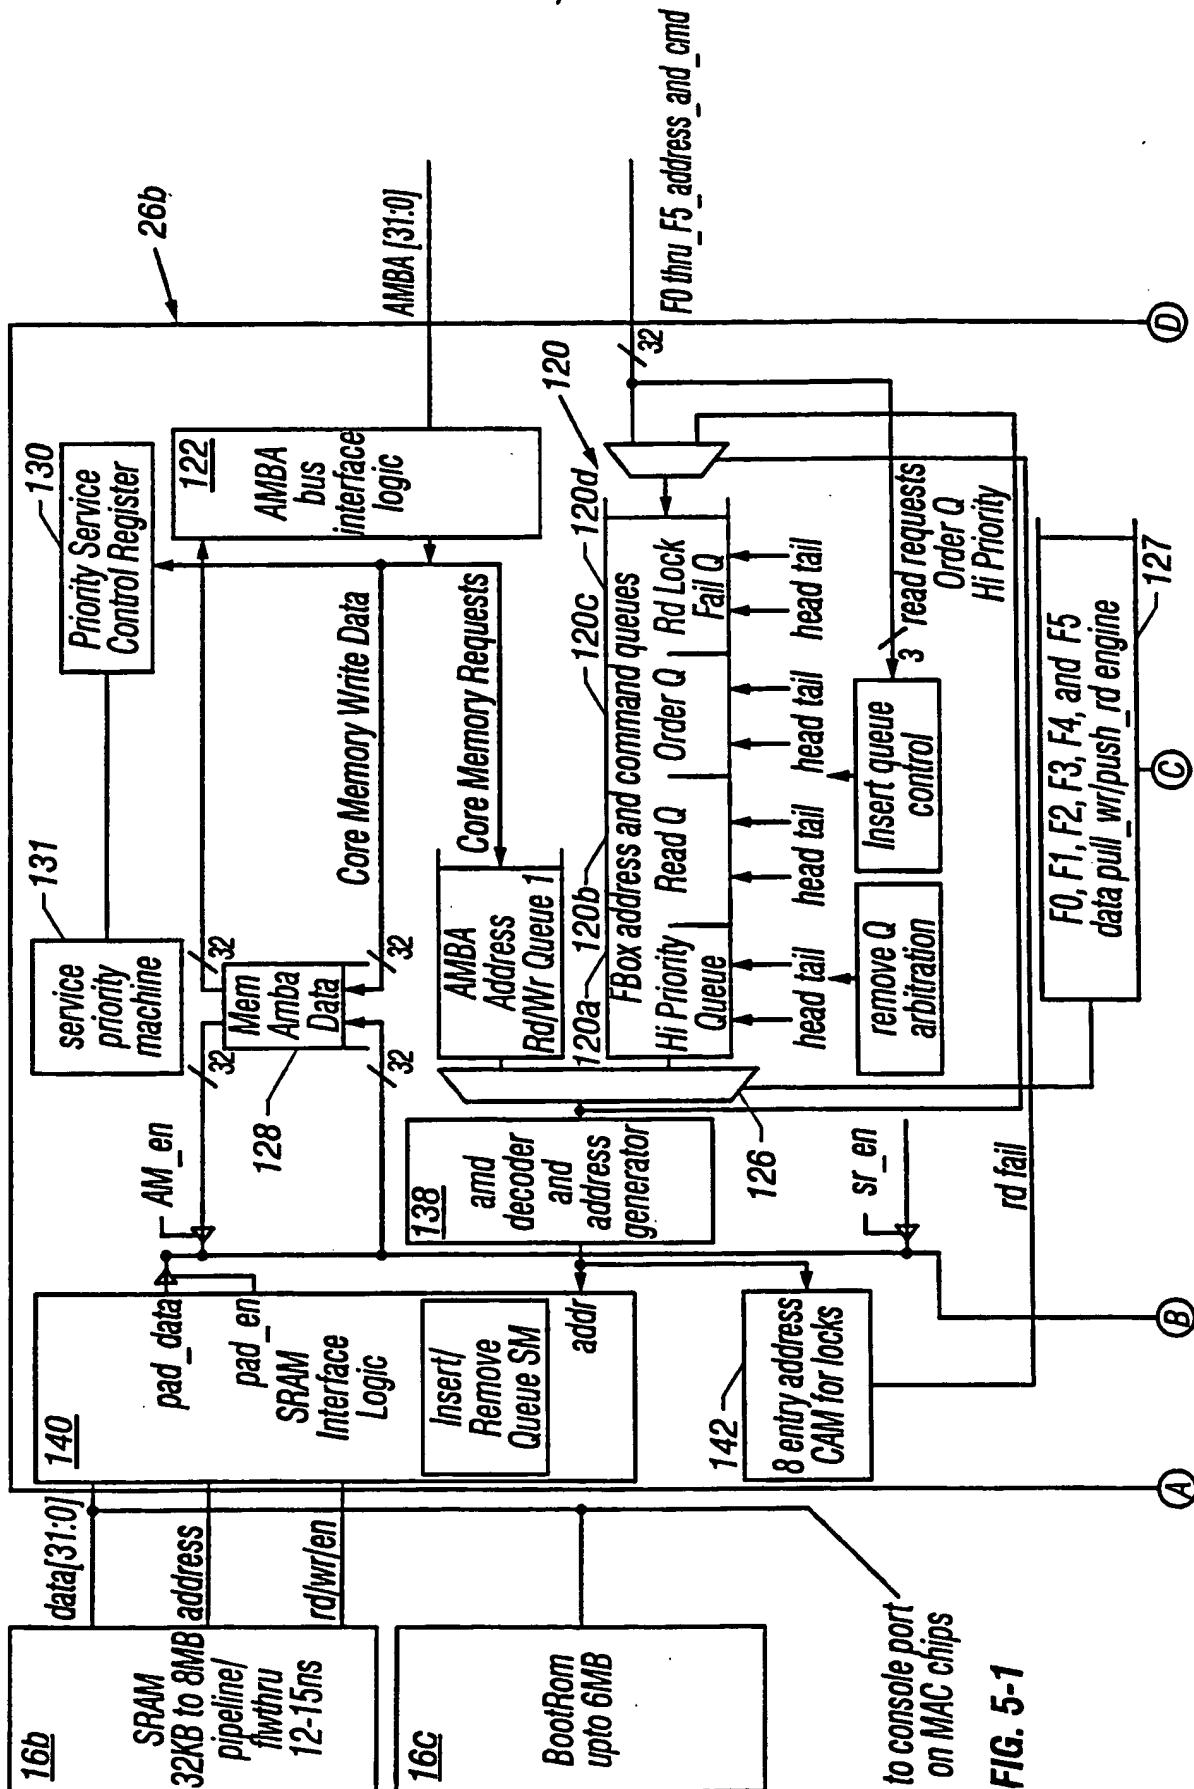 26b
AMBA [31:0]
F0 thru_F5_address_and_cmd
32
130
Priority Service
Control Register
122
AMBA
bus
interface
logic
120
131
service
priority
machine
Core Memory Write Data
Core Memory Requests
32
32
32
32
Mem
Amba
Data
128
AM_en
AMBA
Address
Rd/Wr Queue 1
120a
120b
120c
120d
FBox address and command queues
Hi Priority
Queue
Read Q
Order Q
Rd Lock
Fail Q
head tail
head tail
head tail
head tail
remove Q
arbitration
Insert queue
control
3
read requests
Order Q
Hi Priority
F0, F1, F2, F3, F4, and F5
data pull_wr/push_rd engine
127
126
138
amd
decoder
and
address
generator
sr_en
rd fail
140
pad_data
pad_en
SRAM
Interface
Logic
Insert/
Remove
Queue SM
addr
142
8 entry address
CAM for locks
data[31:0]
address
rd/wr/en
16b
SRAM
32KB to 8MB
pipeline/
flwthru
12-15ns
16c
BootRom
upto 6MB
to console port
on MAC chips
A
B
C
D
FIG. 5-1